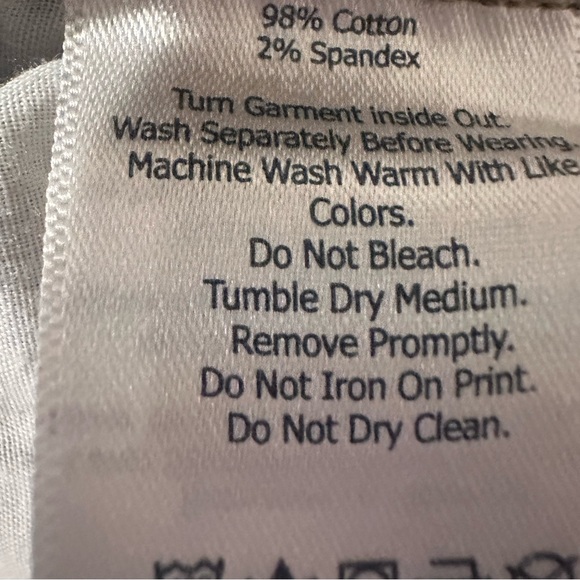 98% Cotton
2% Spandex
Turn Garment inside Out.
Wash Separately Before Wearing.
Machine Wash Warm With Like
Colors.
Do Not Bleach.
Tumble Dry Medium.
Remove Promptly.
Do Not Iron On Print.
Do Not Dry Clean.